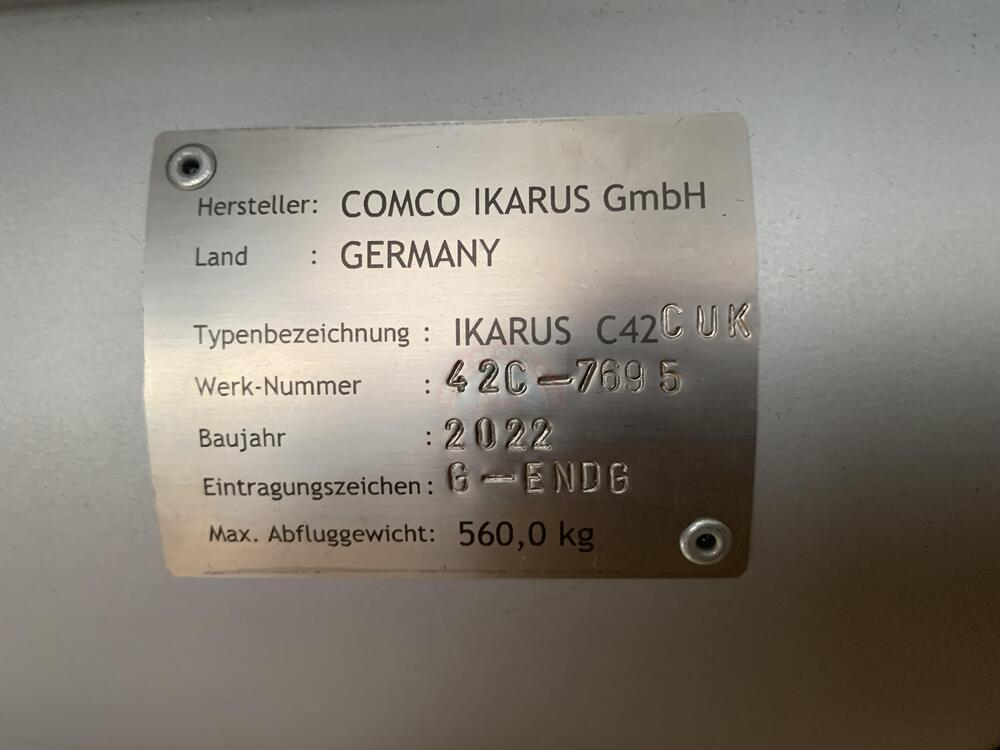 Hersteller: COMCO IKARUS GmbH
Land : GERMANY
Typenbezeichnung : IKARUS C42CUK
Werk-Nummer : 42C-7695
Baujahr : 2022
Eintragungszeichen: G-ENDG
Max. Abfluggewicht: 560,0 kg